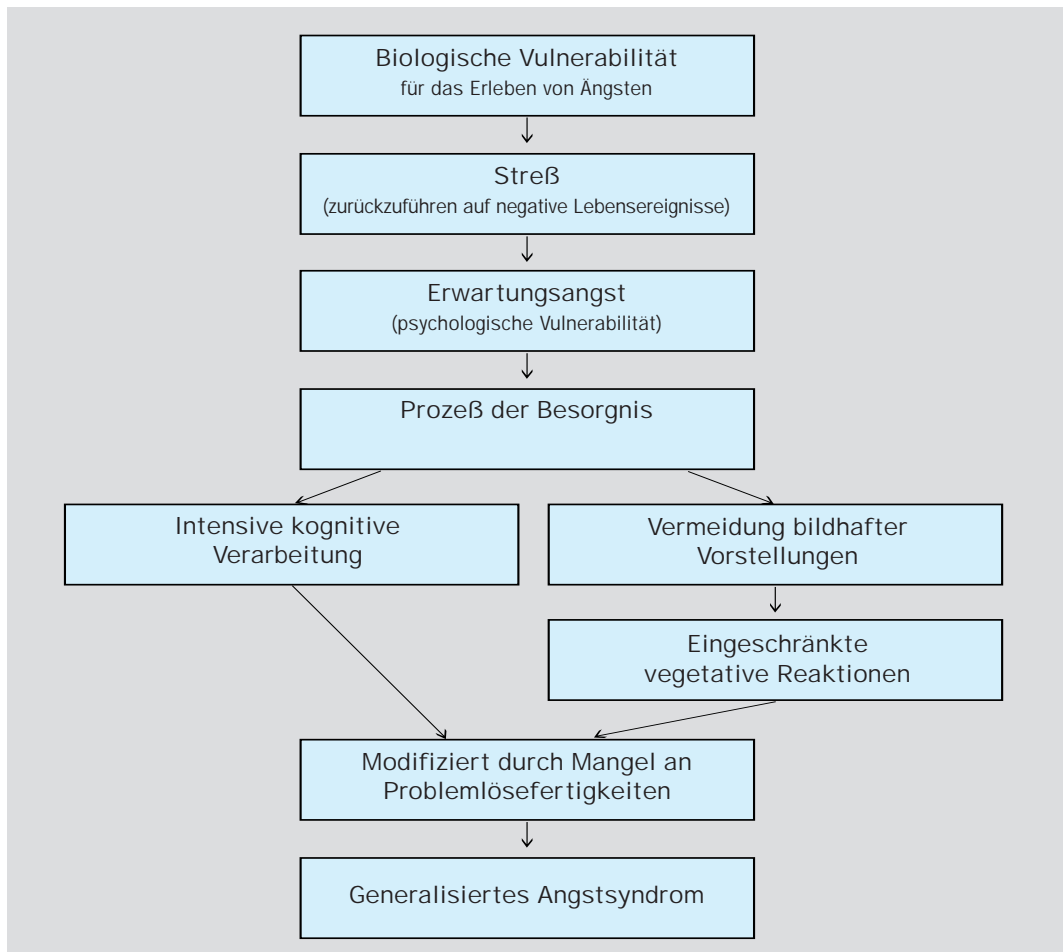 Biologische Vulnerabilität
für das Erleben von Ängsten
Streß
(zurückzuführen auf negative Lebensereignisse)
Erwartungsangst
(psychologische Vulnerabilität)
Prozeß der Besorgnis
Intensive kognitive
Verarbeitung
Vermeidung bildhafter
Vorstellungen
Eingeschränkte
vegetative Reaktionen
Modifiziert durch Mangel an
Problemlösefertigkeiten
Generalisiertes Angstsyndrom